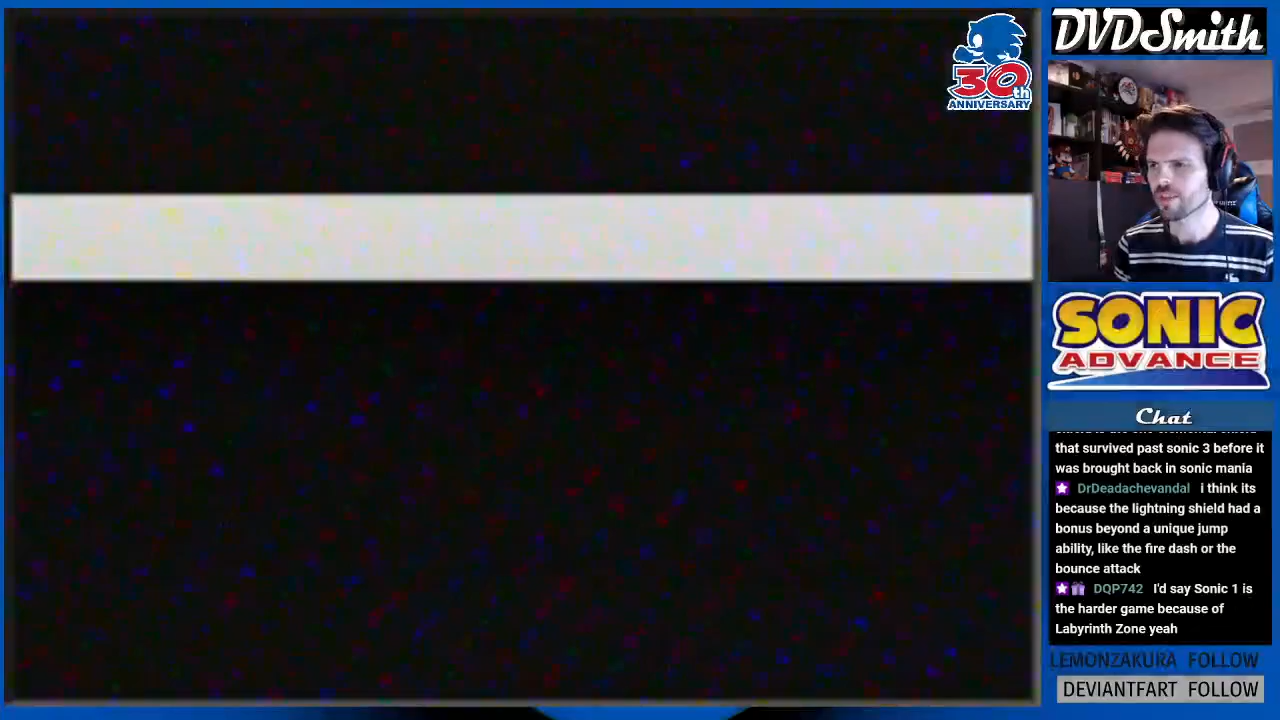 30th
ANNIVERSARY
DVDSmith
SONIC
ADVANCE
Chat
that survived past sonic 3 before it
was brought back in sonic mania
DrDeadachevandal i think its
because the lightning shield had a
bonus beyond a unique jump
ability, like the fire dash or the
bounce attack
DQP742 I'd say Sonic 1 is
the harder game because of
Labyrinth Zone yeah
LEMONZAKURA FOLLOW
DEVIANTFART FOLLOW